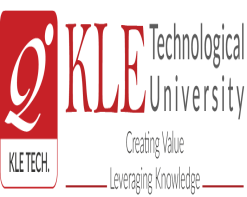 KLE Technological
University
Creating Value
Leveraging Knowledge
KLE TECH.